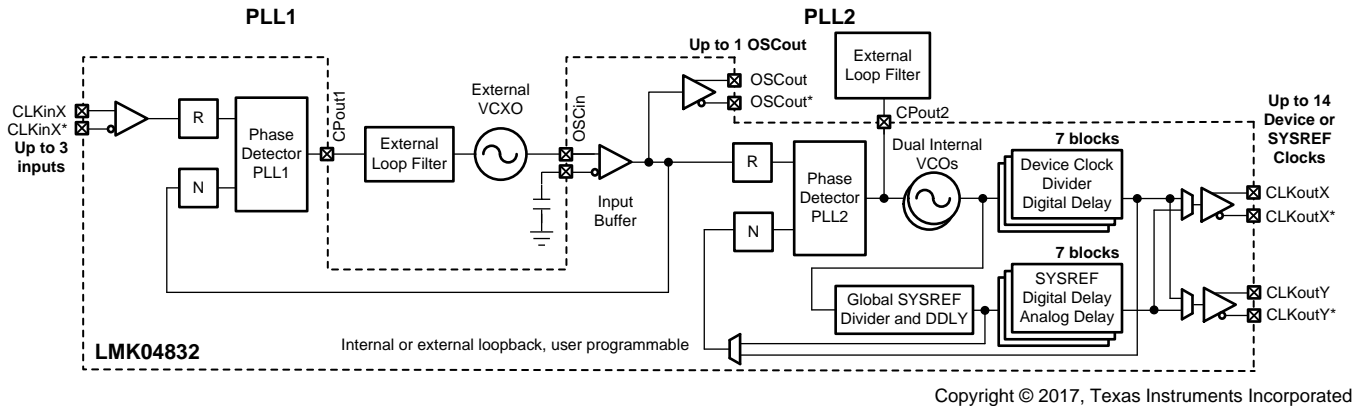 PLL1
PLL2
Up to 1 OSCout
External
Loop Filter
OSCout
OSCout*
CPout2
CLKinX
CLKinX*
Up to 3
inputs
R
N
Phase
Detector
PLL1
CPout1
External
Loop Filter
External
VCXO
OSCin
Input
Buffer
R
N
Phase
Detector
PLL2
Dual Internal
VCOs
7 blocks
Device Clock
Divider
Digital Delay
7 blocks
SYSREF
Digital Delay
Analog Delay
Global SYSREF
Divider and DDLY
Up to 14
Device or
SYSREF
Clocks
CLKoutX
CLKoutX*
CLKoutY
CLKoutY*
Internal or external loopback, user programmable
LMK04832
Copyright © 2017, Texas Instruments Incorporated